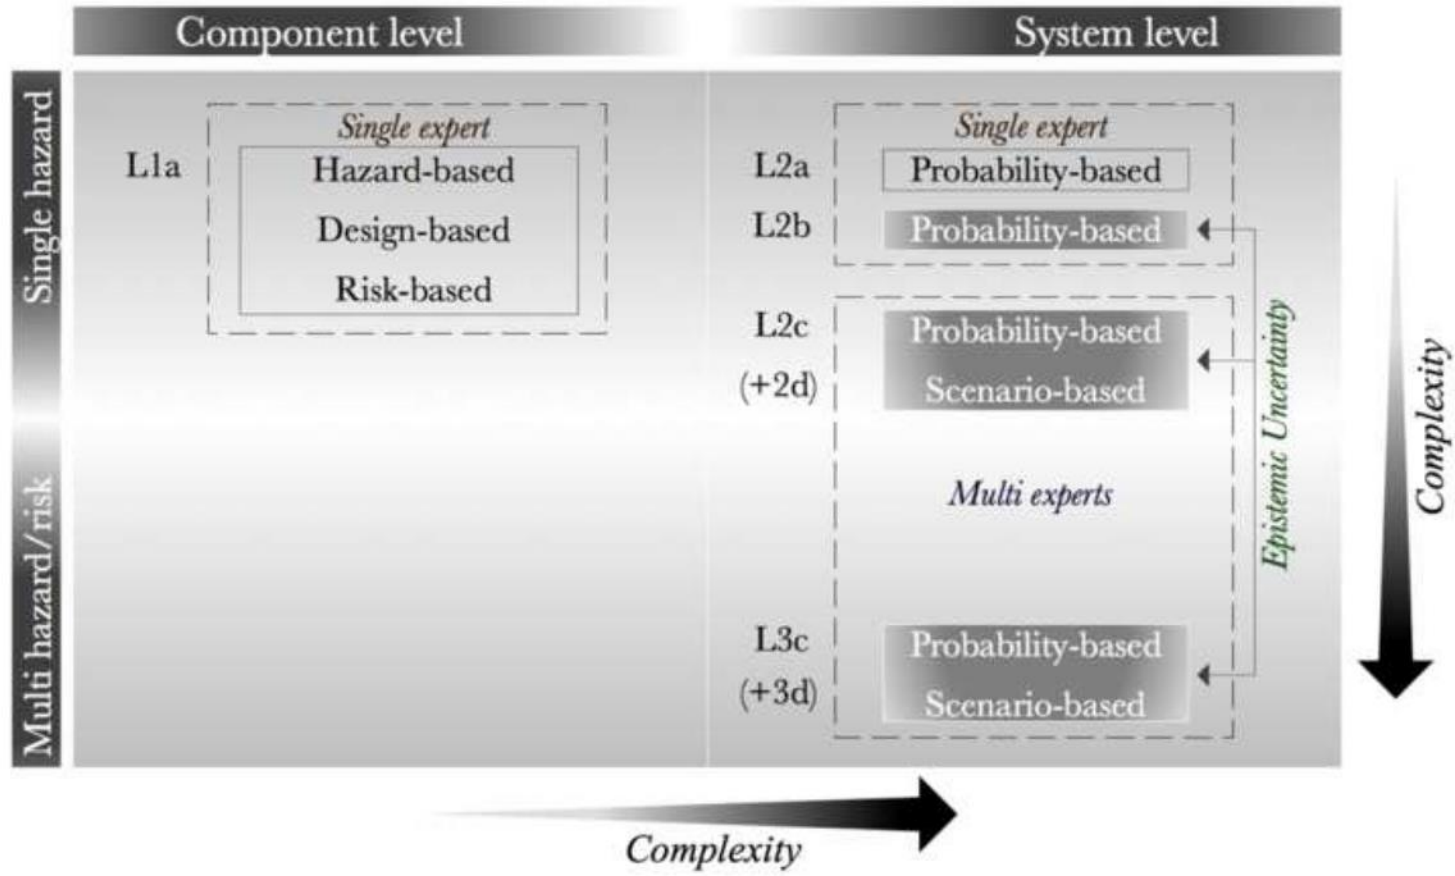 Component level
System level
Single hazard
Multi hazard/risk
Single expert
L1a
Hazard-based
Design-based
Risk-based
Single expert
L2a
Probability-based
L2b
Probability-based
L2c
Probability-based
(+2d)
Scenario-based
Multi experts
L3c
Probability-based
(+3d)
Scenario-based
Epistemic Uncertainty
Complexity
Complexity